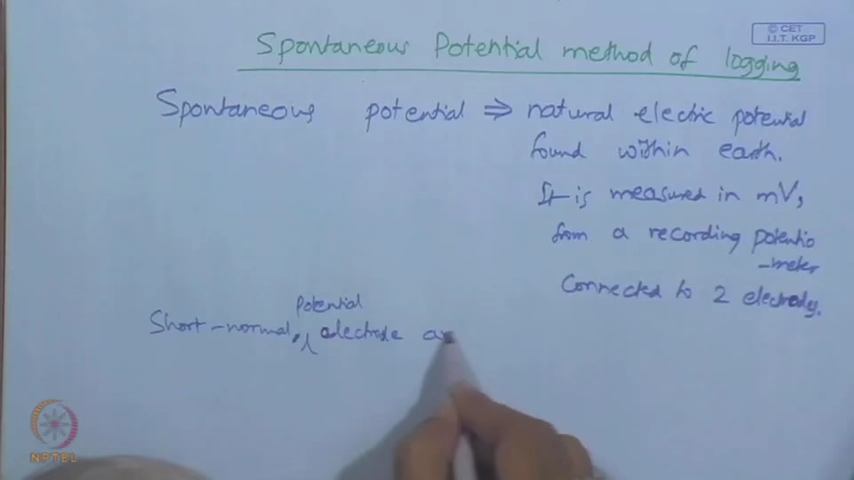 © CET
I.I.T. KGP
Spontaneous Potential method of logging
Spontaneous potential ⇒ natural electric potential
found within earth.
It is measured in mV,
from a recording potentio
-meter
Connected to 2 electrodes.
Potential
Short-normal, electrode
NPTEL